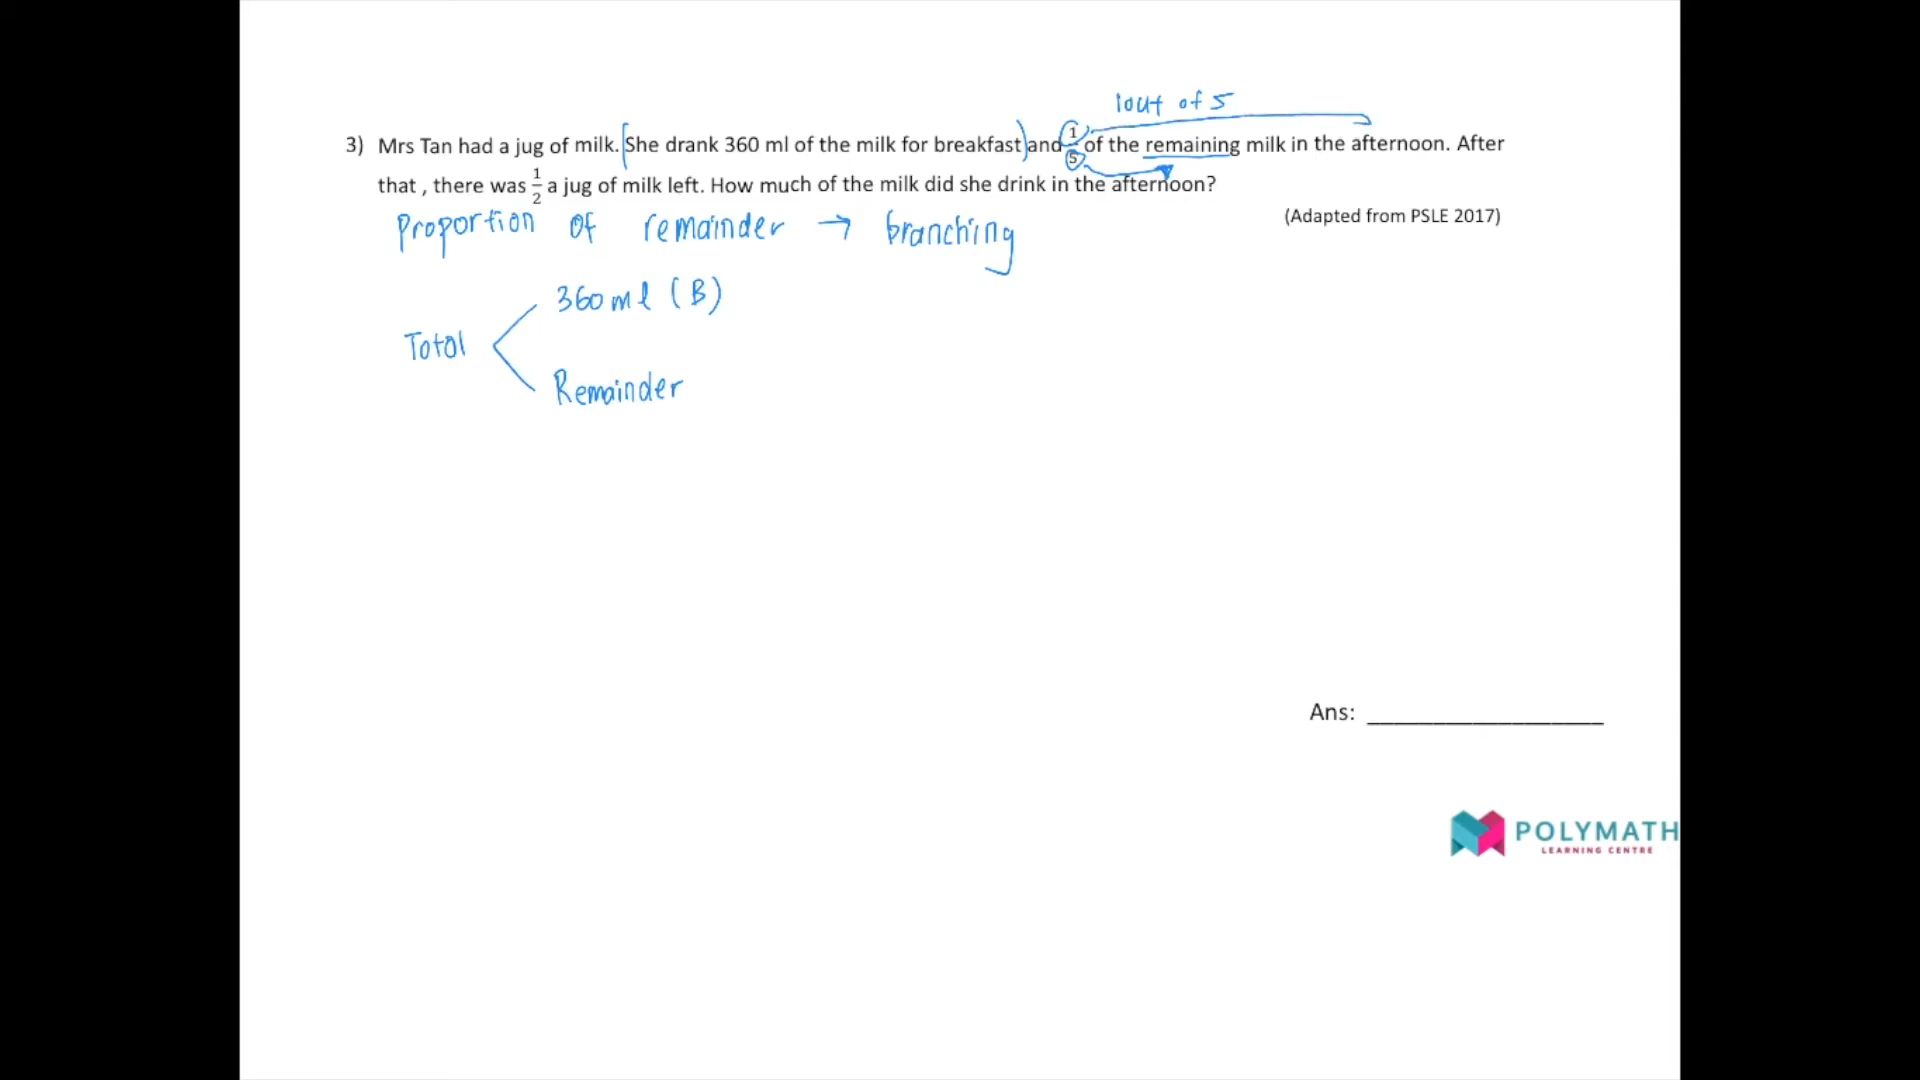 1 out of 5
3) Mrs Tan had a jug of milk. (She drank 360 ml of the milk for breakfast) and 1/5 of the remaining milk in the afternoon. After
that , there was 1/2 a jug of milk left. How much of the milk did she drink in the afternoon?
(Adapted from PSLE 2017)
Proportion of remainder → branching
360 ml (B)
Total
Remainder
Ans: __________________
POLYMATH
LEARNING CENTRE